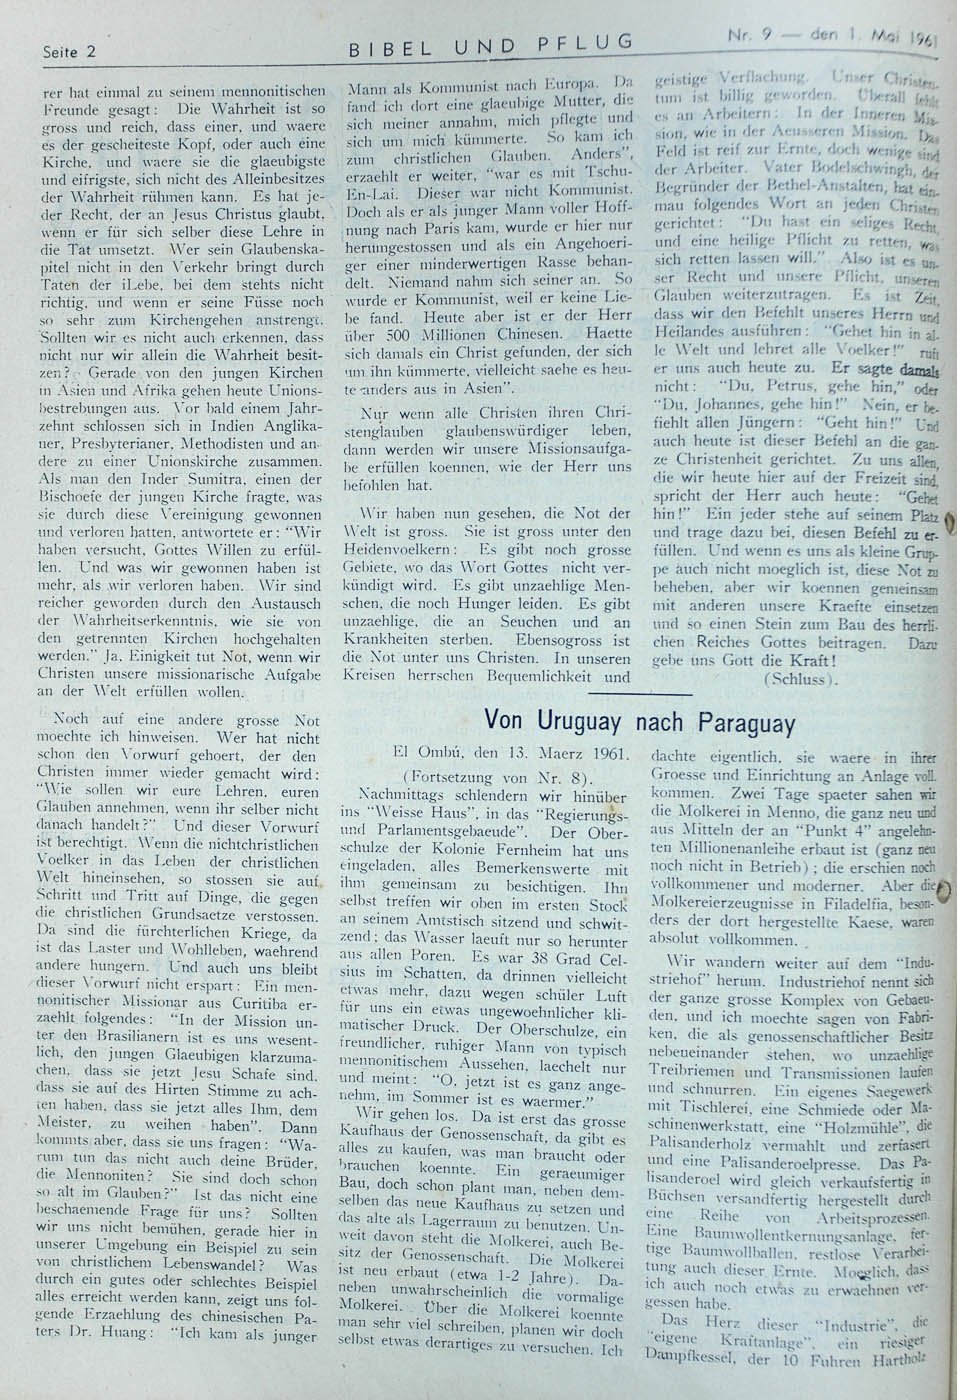 Seite 2
BIBEL UND PFLUG
Nr. 9 — den 1. Mai 1961
rer hat einmal zu seinem mennonitischen
Freunde gesagt: Die Wahrheit ist so
gross und reich, dass einer, und waere
es der gescheiteste Kopf, oder auch eine
Kirche, und waere sie die glaeubigste
und eifrigste, sich nicht des Alleinbesitzes
der Wahrheit rühmen kann. Es hat je-
der Recht, der an Jesus Christus glaubt,
wenn er für sich selber diese Lehre in
die Tat umsetzt. Wer sein Glaubenska-
pitel nicht in den Verkehr bringt durch
Taten der iLebe, bei dem stehts nicht
richtig, und wenn er seine Füsse noch
so sehr zum Kirchengehen anstrengt.
Sollten wir es nicht auch erkennen, dass
nicht nur wir allein die Wahrheit besit-
zen? Gerade von den jungen Kirchen
in Asien und Afrika gehen heute Unions-
bestrebungen aus. Vor bald einem Jahr-
zehnt schlossen sich in Indien Anglika-
ner, Presbyterianer, Methodisten und an-
dere zu einer Unionskirche zusammen.
Als man den Inder Sumitra, einen der
Bischoefe der jungen Kirche fragte, was
sie durch diese Vereinigung gewonnen
und verloren hatten, antwortete er: "Wir
haben versucht, Gottes Willen zu erfül-
len. Und was wir gewonnen haben ist
mehr, als wir verloren haben. Wir sind
reicher geworden durch den Austausch
der Wahrheitserkenntnis, wie sie von
den getrennten Kirchen hochgehalten
werden." Ja, Einigkeit tut Not, wenn wir
Christen unsere missionarische Aufgabe
an der Welt erfüllen wollen.
Noch auf eine andere grosse Not
moechte ich hinweisen. Wer hat nicht
schon den Vorwurf gehoert, der den
Christen immer wieder gemacht wird:
"Wie sollen wir eure Lehren, euren
Glauben annehmen, wenn ihr selber nicht
danach handelt?" Und dieser Vorwurf
ist berechtigt. Wenn die nichtchristlichen
Voelker in das Leben der christlichen
Welt hineinsehen, so stossen sie auf
Schritt und Tritt auf Dinge, die gegen
die christlichen Grundsaetze verstossen.
Da sind die fürchterlichen Kriege, da
ist das Laster und Wohlleben, waehrend
andere hungern. Und auch uns bleibt
dieser Vorwurf nicht erspart: Ein men-
nonitischer Missionar aus Curitiba er-
zaehlt folgendes: "In der Mission un-
ter den Brasilianern ist es uns wesent-
lich, den jungen Glaeubigen klarzuma-
chen, dass sie jetzt Jesu Schafe sind,
dass sie auf des Hirten Stimme zu ach-
ten haben, dass sie jetzt alles Ihm, dem
Meister, zu weihen haben". Dann
kommts aber, dass sie uns fragen: "Wa-
rum tun das nicht auch deine Brüder,
die Mennoniten? Sie sind doch schon
so alt im Glauben?" Ist das nicht eine
beschaemende Frage für uns? Sollten
wir uns nicht bemühen, gerade hier in
unserer Umgebung ein Beispiel zu sein
von christlichem Lebenswandel? Was
durch ein gutes oder schlechtes Beispiel
alles erreicht werden kann, zeigt uns fol-
gende Erzaehlung des chinesischen Pa-
ters Dr. Huang: "Ich kam als junger
Mann als Kommunist nach Europa. Da
fand ich dort eine glaeubige Mutter, die
sich meiner annahm, mich pflegte und
sich um mich kümmerte. So kam ich
zum christlichen Glauben. Anders",
erzaehlt er weiter, "war es mit Tschu-
En-Lai. Dieser war nicht Kommunist.
Doch als er als junger Mann voller Hoff-
nung nach Paris kam, wurde er hier nur
herumgestossen und als ein Angehoeri-
ger einer minderwertigen Rasse behan-
delt. Niemand nahm sich seiner an. So
wurde er Kommunist, weil er keine Lie-
be fand. Heute aber ist er der Herr
über 500 Millionen Chinesen. Haette
sich damals ein Christ gefunden, der sich
um ihn kümmerte, vielleicht saehe es heu-
te anders aus in Asien".
Nur wenn alle Christen ihren Chri-
stenglauben glaubenswürdiger leben,
dann werden wir unsere Missionsaufga-
be erfüllen koennen, wie der Herr uns
befohlen hat.
Wir haben nun gesehen, die Not der
Welt ist gross. Sie ist gross unter den
Heidenvoelkern: Es gibt noch grosse
Gebiete, wo das Wort Gottes nicht ver-
kündigt wird. Es gibt unzaehlige Men-
schen, die noch Hunger leiden. Es gibt
unzaehlige, die an Seuchen und an
Krankheiten sterben. Ebensogross ist
die Not unter uns Christen. In unseren
Kreisen herrschen Bequemlichkeit und
geistige Verflachung. Unser Christen-
tum ist billig geworden. Überall fehlt
es an Arbeitern: In der Inneren Mis-
sion, wie in der Aeusseren Mission. Das
Feld ist reif zur Ernte, doch wenige sind
der Arbeiter. Vater Bodelschwingh, der
Begründer der Bethel-Anstalten, hat ein-
mau folgendes Wort an jeden Christen
gerichtet: "Du hast ein seliges Recht,
und eine heilige Pflicht zu retten, was
sich retten lassen will." Also ist es un-
ser Recht und unsere Pflicht, unseren
Glauben weiterzutragen. Es ist Zeit,
dass wir den Befehlt unseres Herrn und
Heilandes ausführen: "Gehet hin in al-
le Welt und lehret alle Voelker!" ruft
er uns auch heute zu. Er sagte damals
nicht: "Du, Petrus, gehe hin," oder
"Du, Johannes, gehe hin!" Nein, er be-
fiehlt allen Jüngern: "Geht hin!" Und
auch heute ist dieser Befehl an die gan-
ze Christenheit gerichtet. Zu uns allen,
die wir heute hier auf der Freizeit sind,
spricht der Herr auch heute: "Gehet
hin!" Ein jeder stehe auf seinem Platz
und trage dazu bei, diesen Befehl zu er-
füllen. Und wenn es uns als kleine Grup-
pe auch nicht moeglich ist, diese Not zu
beheben, aber wir koennen gemeinsam
mit anderen unsere Kraefte einsetzen
und so einen Stein zum Bau des herrli-
chen Reiches Gottes beitragen. Dazu
gebe uns Gott die Kraft!
(Schluss).
Von Uruguay nach Paraguay
El Ombú, den 13. Maerz 1961.
(Fortsetzung von Nr. 8).
Nachmittags schlendern wir hinüber
ins "Weisse Haus", in das "Regierungs-
und Parlamentsgebaeude". Der Ober-
schulze der Kolonie Fernheim hat uns
eingeladen, alles Bemerkenswerte mit
ihm gemeinsam zu besichtigen. Ihn
selbst treffen wir oben im ersten Stock
an seinem Amtstisch sitzend und schwit-
zend; das Wasser laeuft nur so herunter
aus allen Poren. Es war 38 Grad Cel-
sius im Schatten, da drinnen vielleicht
etwas mehr, dazu wegen schüler Luft
für uns ein etwas ungewoehnlicher kli-
matischer Druck. Der Oberschulze, ein
freundlicher, ruhiger Mann von typisch
mennonitischem Aussehen, laechelt nur
und meint: "O, jetzt ist es ganz ange-
nehm, im Sommer ist es waermer."
Wir gehen los. Da ist erst das grosse
Kaufhaus der Genossenschaft, da gibt es
alles zu kaufen, was man braucht oder
brauchen koennte. Ein geraeumiger
Bau, doch schon plant man, neben dem-
selben das neue Kaufhaus zu setzen und
das alte als Lagerraum zu benutzen. Un-
weit davon steht die Molkerei, auch Be-
sitz der Genossenschaft. Die Molkerei
ist neu erbaut (etwa 1-2 Jahre). Da-
neben unwahrscheinlich die vormalige
Molkerei. Über die Molkerei koennte
man sehr viel schreiben, planen wir doch
selbst etwas derartiges zu versuchen. Ich
dachte eigentlich, sie waere in ihrer
Groesse und Einrichtung an Anlage voll-
kommen. Zwei Tage spaeter sahen wir
die Molkerei in Menno, die ganz neu und
aus Mitteln der an "Punkt 4" angelehn-
ten Millionenanleihe erbaut ist (ganz neu
noch nicht in Betrieb); die erschien noch
vollkommener und moderner. Aber die
Molkereierzeugnisse in Filadelfia, beson-
ders der dort hergestellte Kaese, waren
absolut vollkommen.
Wir wandern weiter auf dem "Indu-
striehof" herum. Industriehof nennt sich
der ganze grosse Komplex von Gebaeu-
den, und ich moechte sagen von Fabri-
ken, die als genossenschaftlicher Besitz
nebeneinander stehen, wo unzaehlige
Treibriemen und Transmissionen laufen
und schnurren. Ein eigenes Saegewerk
mit Tischlerei, eine Schmiede oder Ma-
schinenwerkstatt, eine "Holzmühle", die
Palisanderholz vermahlt und zerfasert
und eine Palisanderoelpresse. Das Pa-
lisanderoel wird gleich verkaufsfertig in
Büchsen versandfertig hergestellt durch
eine Reihe von Arbeitsprozessen.
Eine Baumwollentkernungsanlage, fer-
tige Baumwollballen, restlose Verarbei-
tung auch dieser Ernte. Moeglich, dass
ich auch noch etwas zu erwaehnen ver-
gessen habe.
Das Herz dieser "Industrie", die
"eigene Kraftanlage", ein riesiger
Dampfkessel, der 10 Fuhren Hartholz